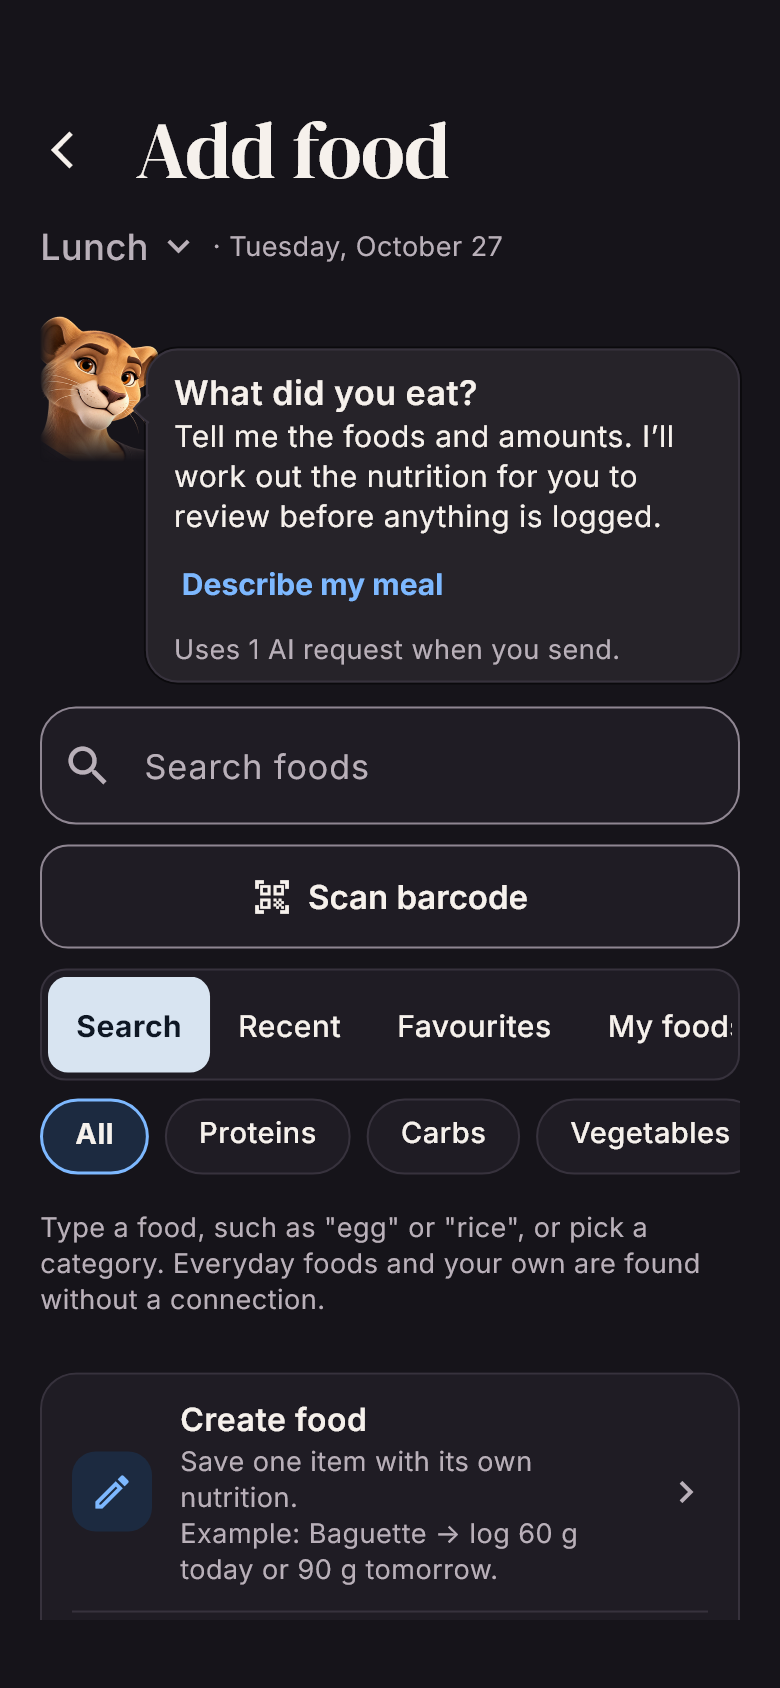 Add food
Lunch · Tuesday, October 27
What did you eat?
Tell me the foods and amounts. I’ll
work out the nutrition for you to
review before anything is logged.
Describe my meal
Uses 1 AI request when you send.
Search foods
Scan barcode
Search Recent Favourites My foods
All Proteins Carbs Vegetables
Type a food, such as "egg" or "rice", or pick a
category. Everyday foods and your own are found
without a connection.
Create food
Save one item with its own
nutrition.
Example: Baguette → log 60 g
today or 90 g tomorrow.